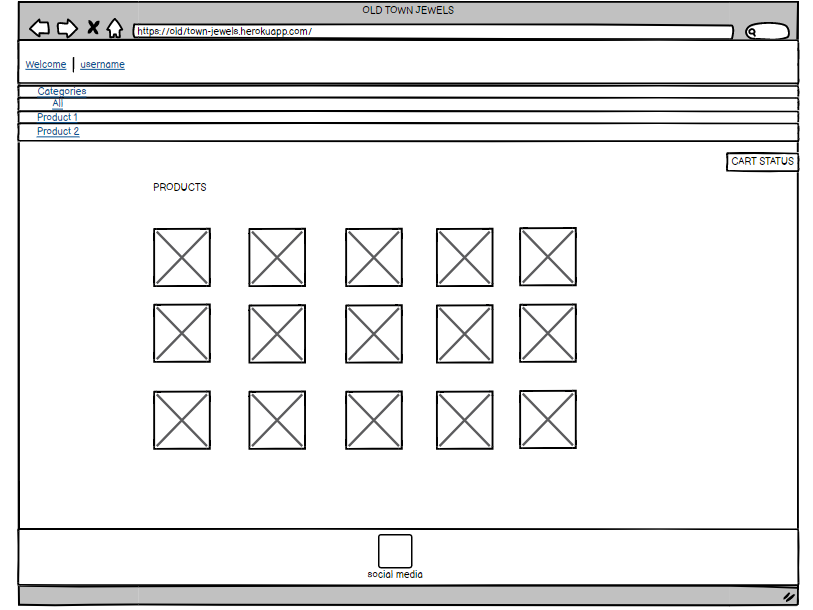 OLD TOWN JEWELS
https://old/town-jewels.herokuapp.com/
Welcome | username
Categories
All
Product 1
Product 2
CART STATUS
PRODUCTS
social media